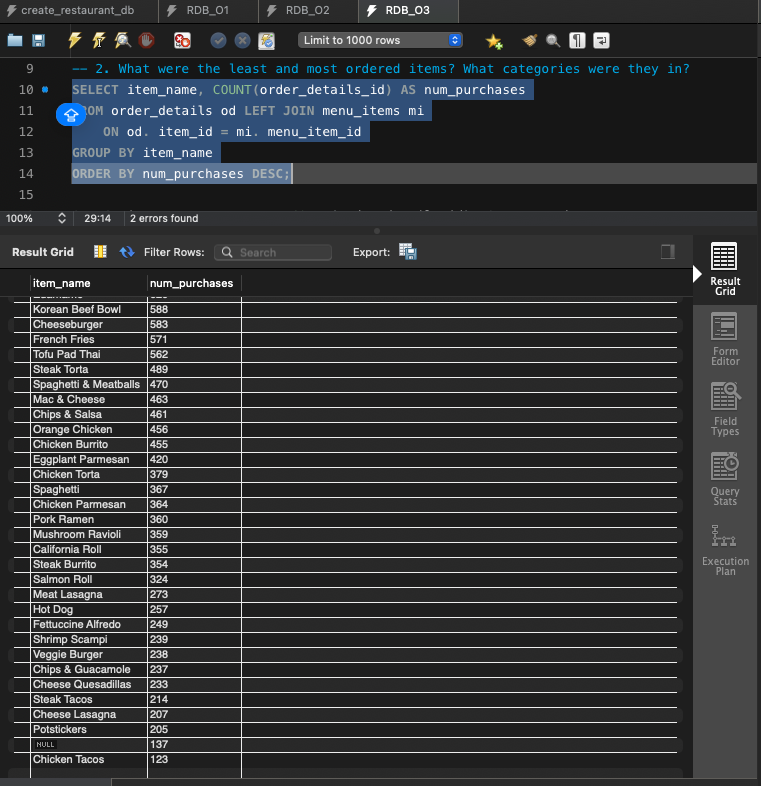 create_restaurant_db RDB_O1 RDB_O2 RDB_O3
Limit to 1000 rows
9 -- 2. What were the least and most ordered items? What categories were they in?
10 SELECT item_name, COUNT(order_details_id) AS num_purchases
11 OM order_details od LEFT JOIN menu_items mi
12 ON od. item_id = mi. menu_item_id
13 GROUP BY item_name
14 ORDER BY num_purchases DESC;
15
100% 29:14 2 errors found
Result Grid Filter Rows: Search Export:
item_name num_purchases
Korean Beef Bowl 588
Cheeseburger 583
French Fries 571
Tofu Pad Thai 562
Steak Torta 489
Spaghetti & Meatballs 470
Mac & Cheese 463
Chips & Salsa 461
Orange Chicken 456
Chicken Burrito 455
Eggplant Parmesan 420
Chicken Torta 379
Spaghetti 367
Chicken Parmesan 364
Pork Ramen 360
Mushroom Ravioli 359
California Roll 355
Steak Burrito 354
Salmon Roll 324
Meat Lasagna 273
Hot Dog 257
Fettuccine Alfredo 249
Shrimp Scampi 239
Veggie Burger 238
Chips & Guacamole 237
Cheese Quesadillas 233
Steak Tacos 214
Cheese Lasagna 207
Potstickers 205
NULL 137
Chicken Tacos 123
Result
Grid
Form
Editor
Field
Types
Query
Stats
Execution
Plan